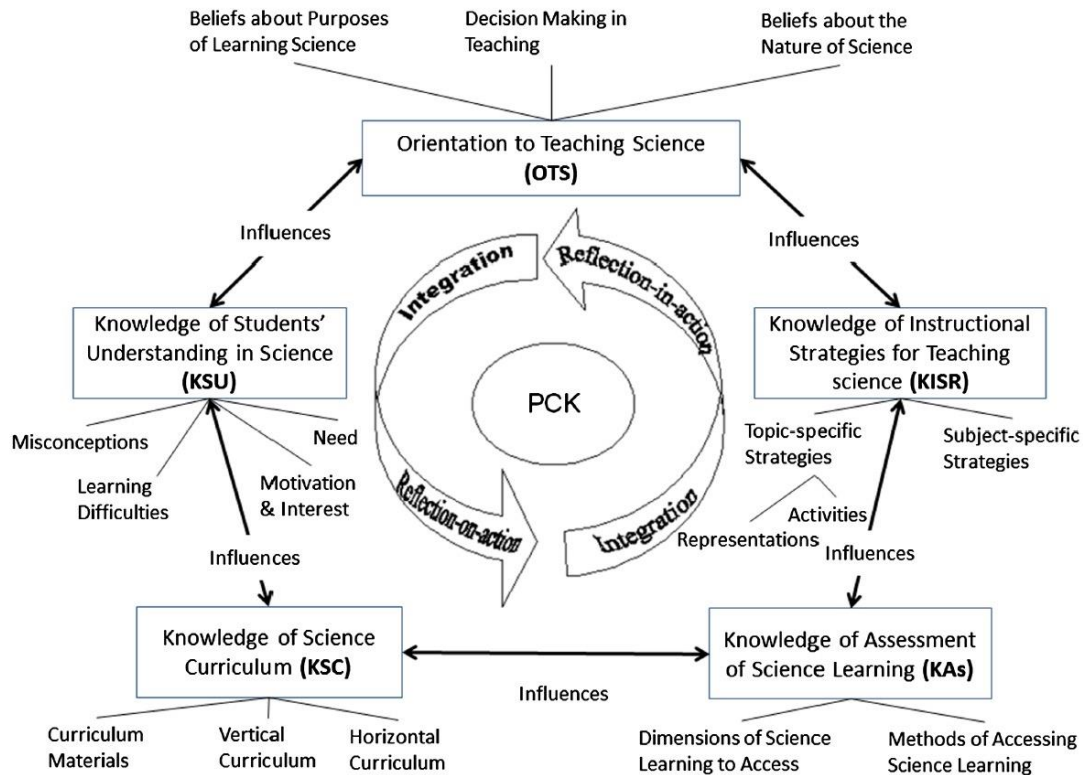 Beliefs about Purposes
of Learning Science
Decision Making in
Teaching
Beliefs about the
Nature of Science
Orientation to Teaching Science
(OTS)
Influences
Influences
Integration
Reflection-in-action
Knowledge of Students'
Understanding in Science
(KSU)
PCK
Knowledge of Instructional
Strategies for Teaching
science (KISR)
Misconceptions
Learning
Difficulties
Motivation
& Interest
Need
Topic-specific
Strategies
Subject-specific
Strategies
Activities
Representations
Reflection-on-action
Integration
Influences
Influences
Knowledge of Science
Curriculum (KSC)
Influences
Knowledge of Assessment
of Science Learning (KAs)
Curriculum
Materials
Vertical
Curriculum
Horizontal
Curriculum
Dimensions of Science
Learning to Access
Methods of Accessing
Science Learning